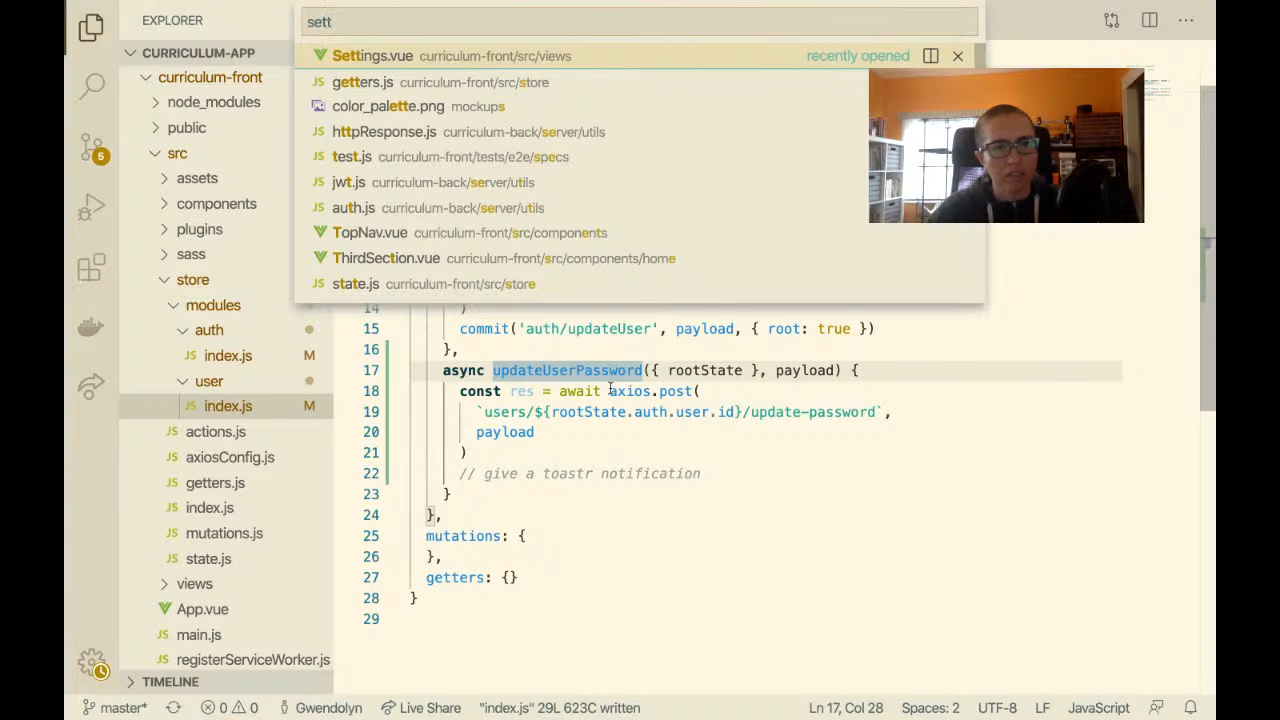 EXPLORER
sett
CURRICULUM-APP
Settings.vue curriculum-front/src/views recently opened
curriculum-front
getters.js curriculum-front/src/store
node_modules
color_palette.png mockups
public
httpResponse.js curriculum-back/server/utils
src
test.js curriculum-front/tests/e2e/specs
assets
jwt.js curriculum-back/server/utils
components
auth.js curriculum-back/server/utils
plugins
TopNav.vue curriculum-front/src/components
sass
ThirdSection.vue curriculum-front/src/components/home
store
state.js curriculum-front/src/store
modules
14 )
auth
15 commit('auth/updateUser', payload, { root: true })
JS index.js M
16 },
user
17 async updateUserPassword({ rootState }, payload) {
JS index.js M
18 const res = await axios.post(
JS actions.js
19 `users/${rootState.auth.user.id}/update-password`,
JS axiosConfig.js
20 payload
JS getters.js
21 )
JS index.js
22 // give a toastr notification
JS mutations.js
23 }
JS state.js
24 },
views
25 mutations: {
App.vue
26 },
JS main.js
27 getters: {}
JS registerServiceWorker.js
28 }
29
TIMELINE
5
master* 0 0 Gwendolyn Live Share "index.js" 29L 623C written Ln 17, Col 28 Spaces: 2 UTF-8 LF JavaScript